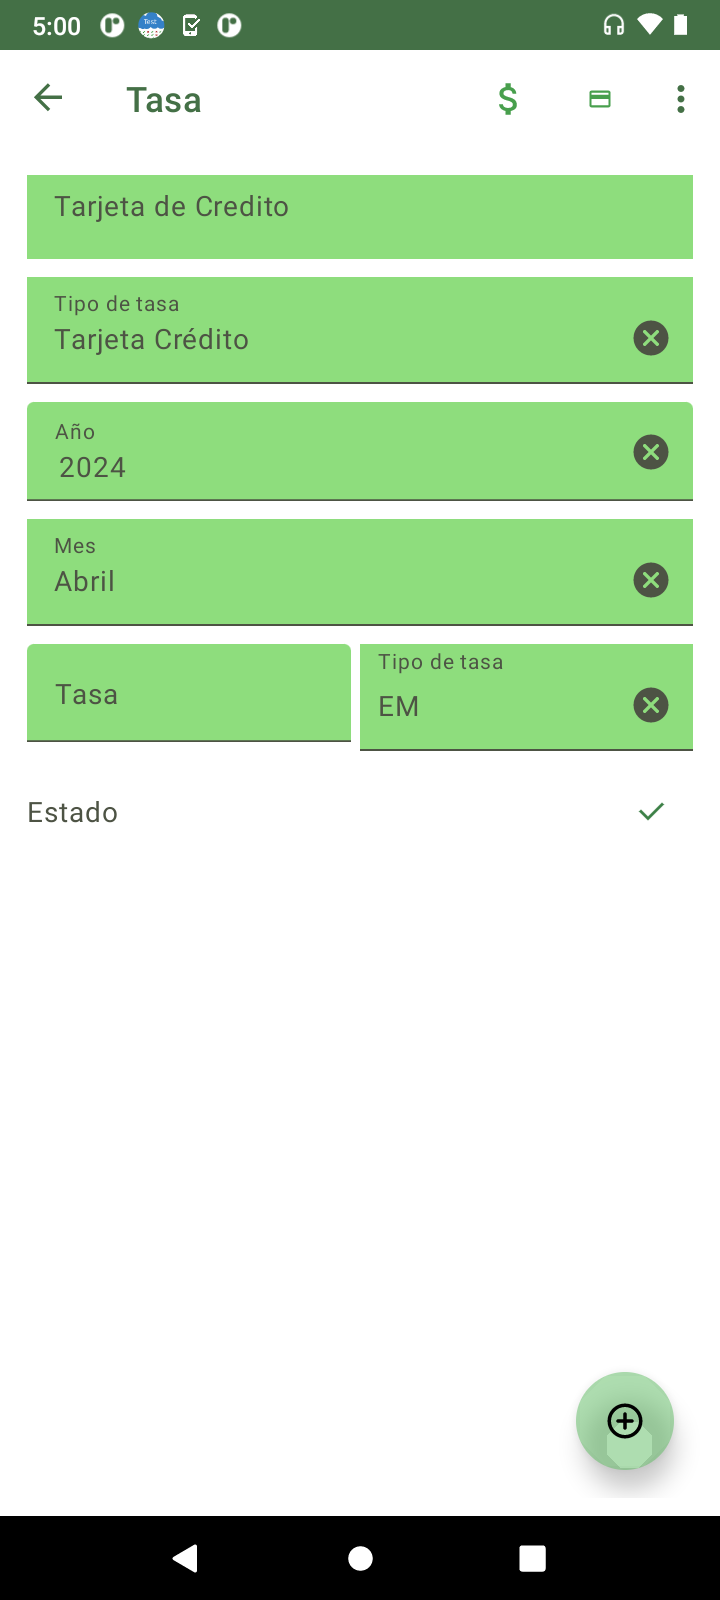 5:00
Test
Tasa
Tarjeta de Credito
Tipo de tasa
Tarjeta Crédito
Año
2024
Mes
Abril
Tasa
Tipo de tasa
EM
Estado